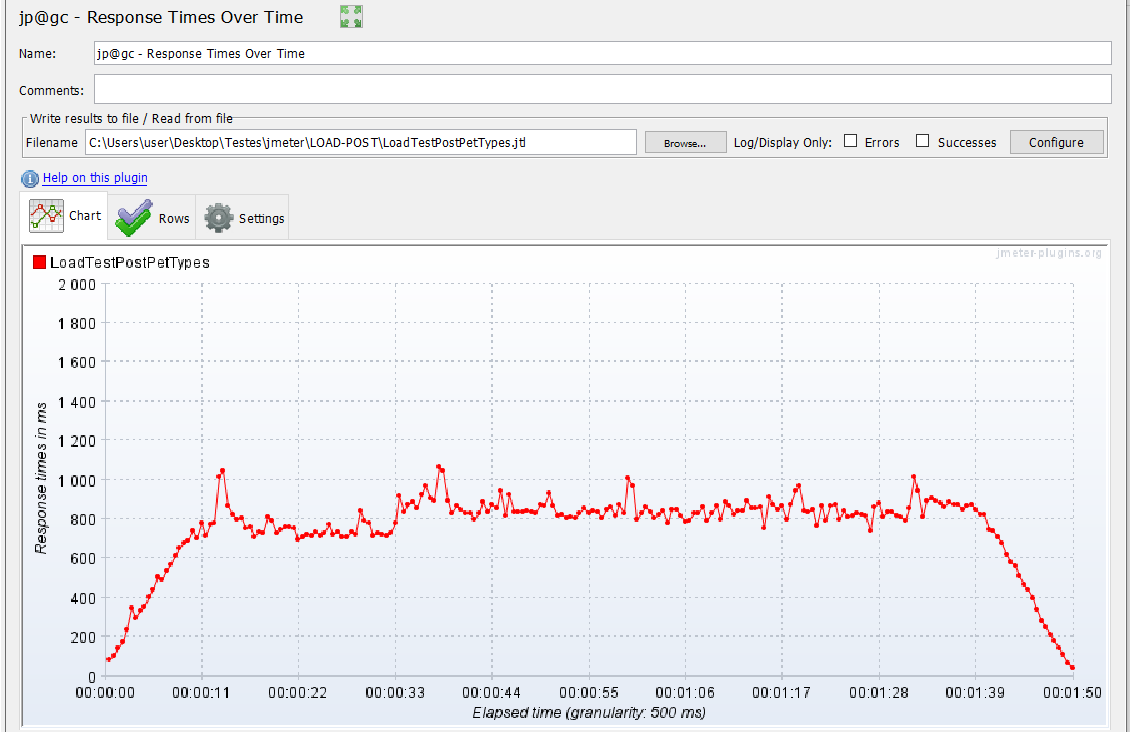 jp@gc - Response Times Over Time
Name: jp@gc - Response Times Over Time
Comments:
Write results to file / Read from file
Filename C:\Users\user\Desktop\Testes\jmeter\LOAD-POST\LoadTestPostPetTypes.jtl Browse... Log/Display Only: Errors Successes Configure
Help on this plugin
Chart Rows Settings
jmeter-plugins.org
LoadTestPostPetTypes
2 000
1 800
1 600
1 400
1 200
1 000
800
600
400
200
0
Response times in ms
00:00:00 00:00:11 00:00:22 00:00:33 00:00:44 00:00:55 00:01:06 00:01:17 00:01:28 00:01:39 00:01:50
Elapsed time (granularity: 500 ms)